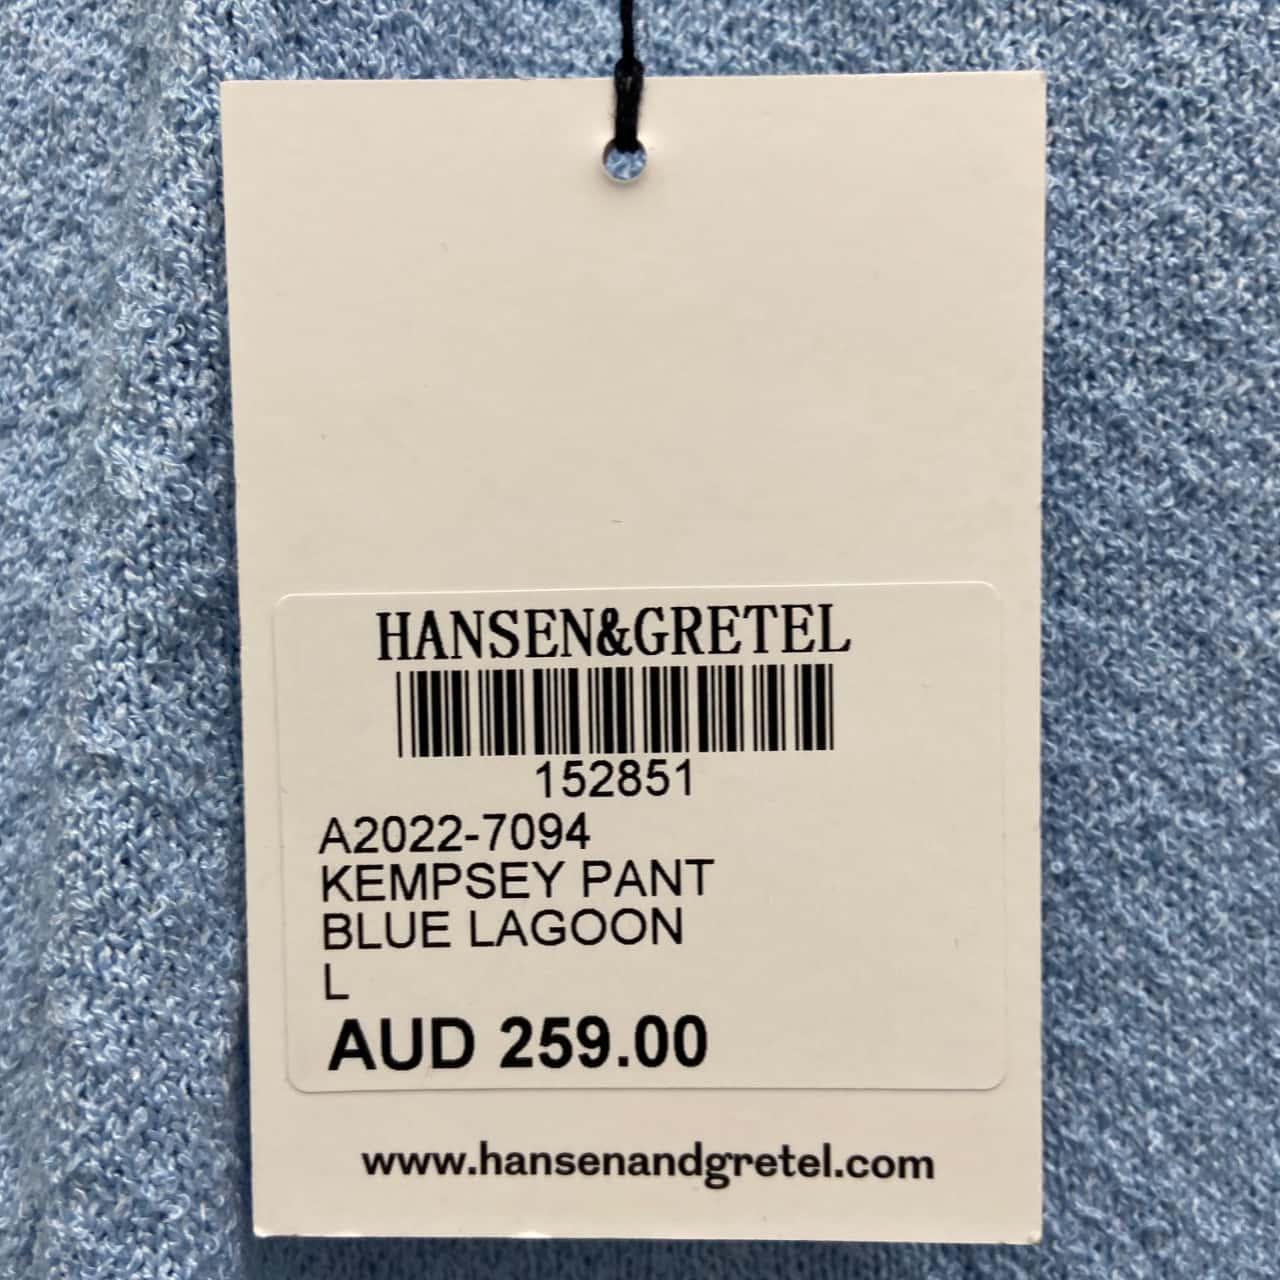 HANSEN&GRETEL
152851
A2022-7094
KEMPSEY PANT
BLUE LAGOON
L
AUD 259.00
www.hansenandgretel.com